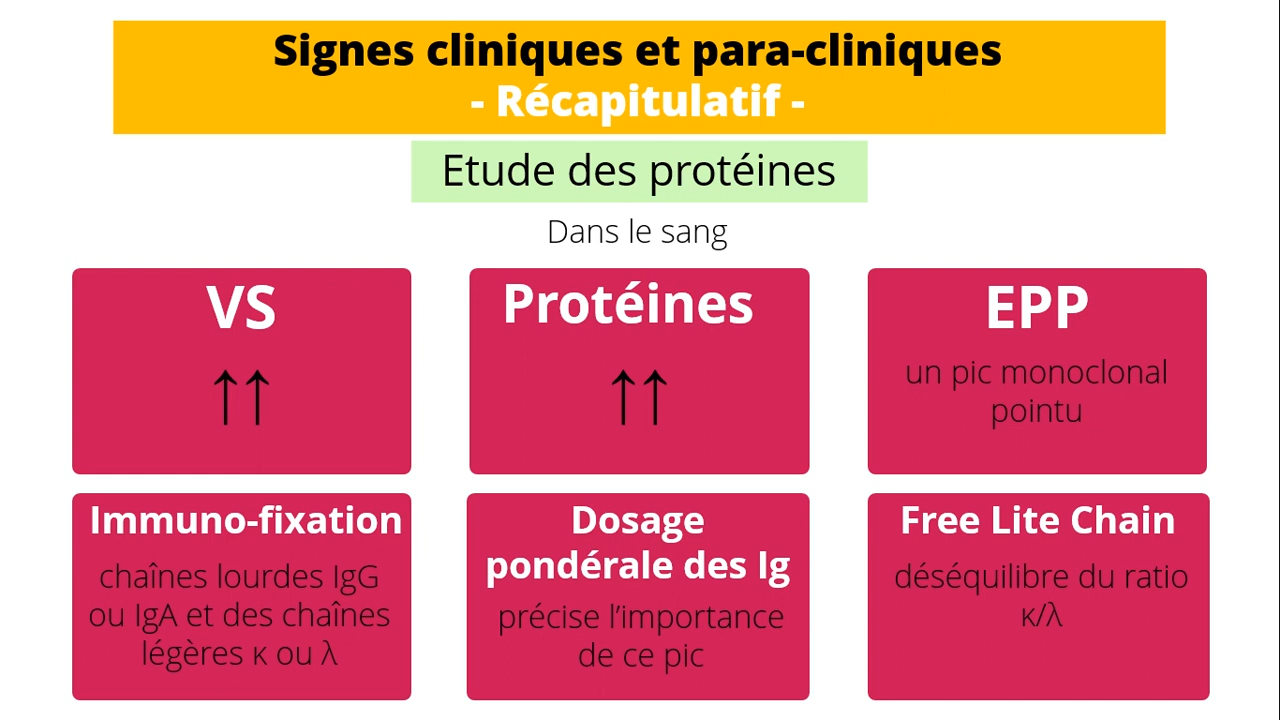 Signes cliniques et para-cliniques
- Récapitulatif -
Etude des protéines
Dans le sang
VS
↑↑
Protéines
↑↑
EPP
un pic monoclonal
pointu
Immuno-fixation
chaînes lourdes IgG
ou IgA et des chaînes
légères κ ou λ
Dosage
pondérale des Ig
précise l’importance
de ce pic
Free Lite Chain
déséquilibre du ratio
κ/λ